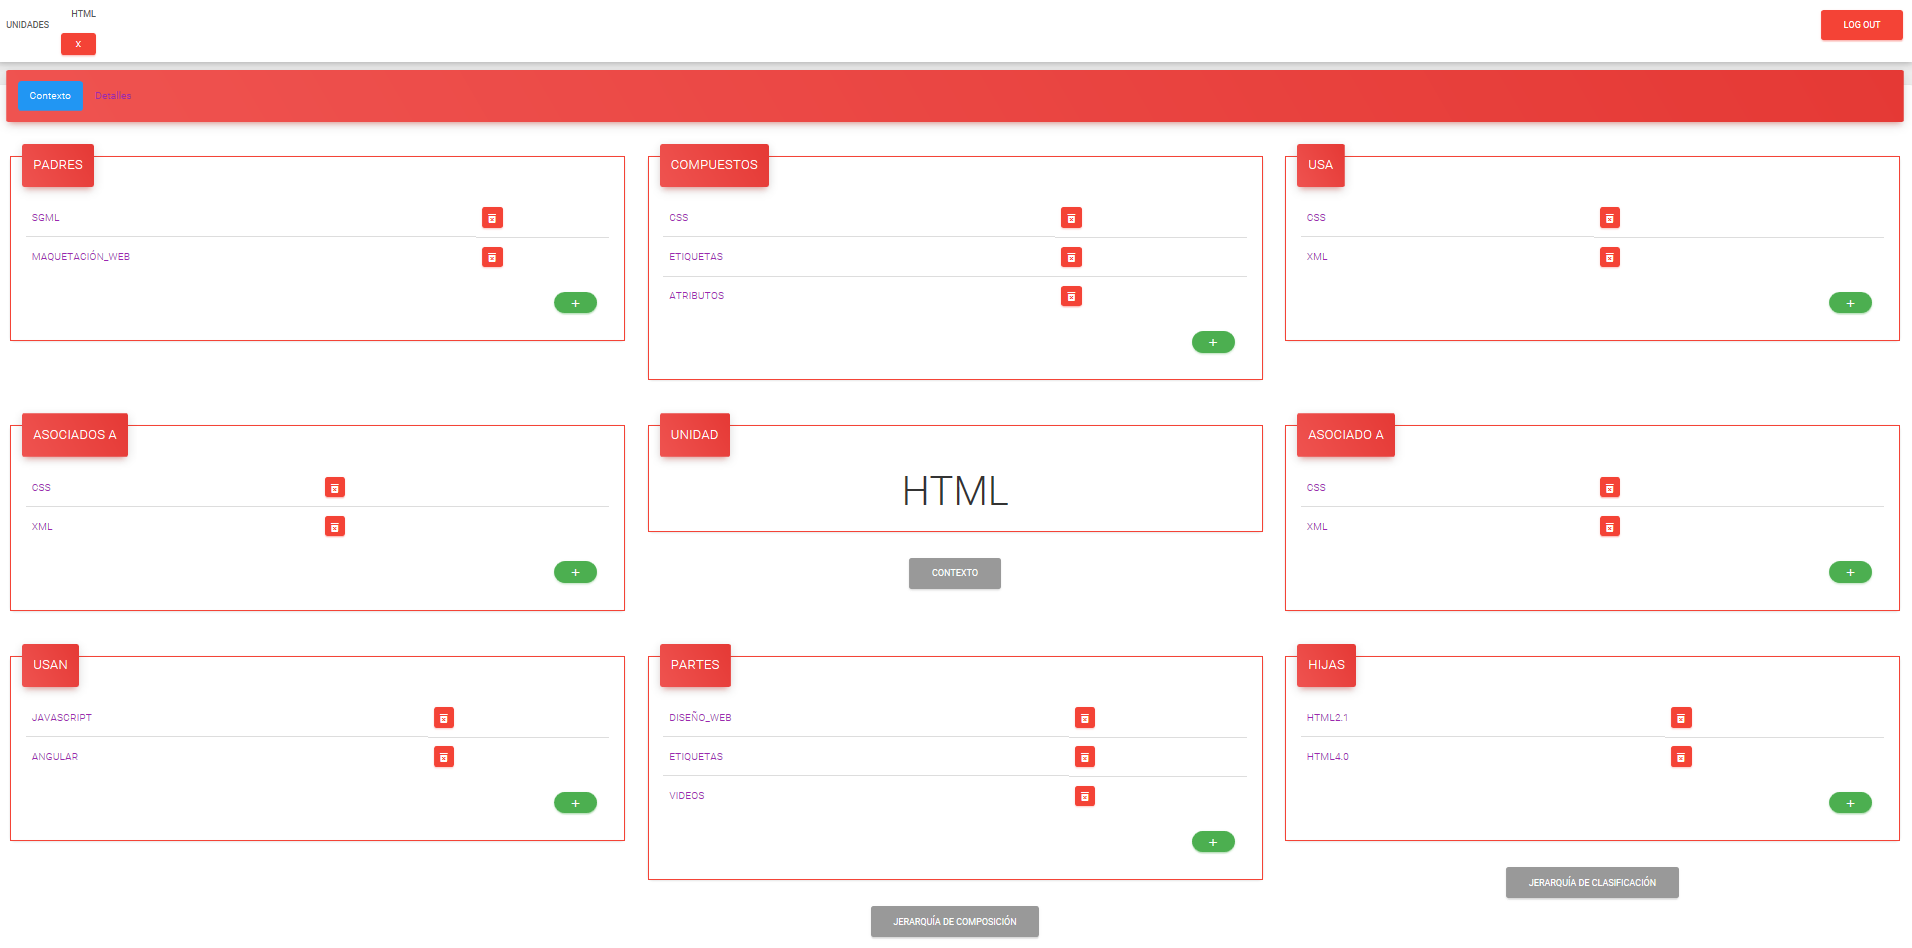 UNIDADES
HTML
X
LOG OUT
Contexto
Detalles
PADRES
SGML
MAQUETACIÓN_WEB
+
COMPUESTOS
CSS
ETIQUETAS
ATRIBUTOS
+
USA
CSS
XML
+
ASOCIADOS A
CSS
XML
+
UNIDAD
HTML
CONTEXTO
ASOCIADO A
CSS
XML
+
USAN
JAVASCRIPT
ANGULAR
+
PARTES
DISEÑO_WEB
ETIQUETAS
VIDEOS
+
JERARQUÍA DE COMPOSICIÓN
HIJAS
HTML2.1
HTML4.0
+
JERARQUÍA DE CLASIFICACIÓN